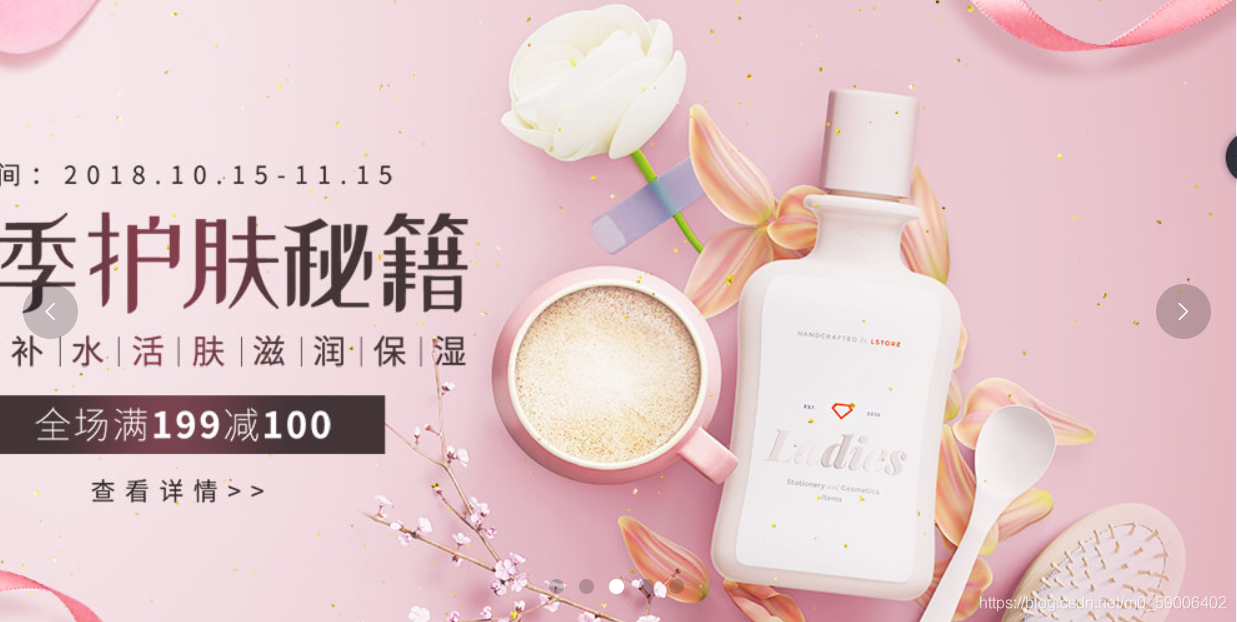 间：2018.10.15-11.15
季护肤秘籍
补|水|活|肤|滋|润|保|湿
全场满199减100
查看详情>>
HANDCRAFTED by LSTORE
EST
Ladies
Stationery and Cosmetics
Items
https://blog.csdn.net/m0_59006402